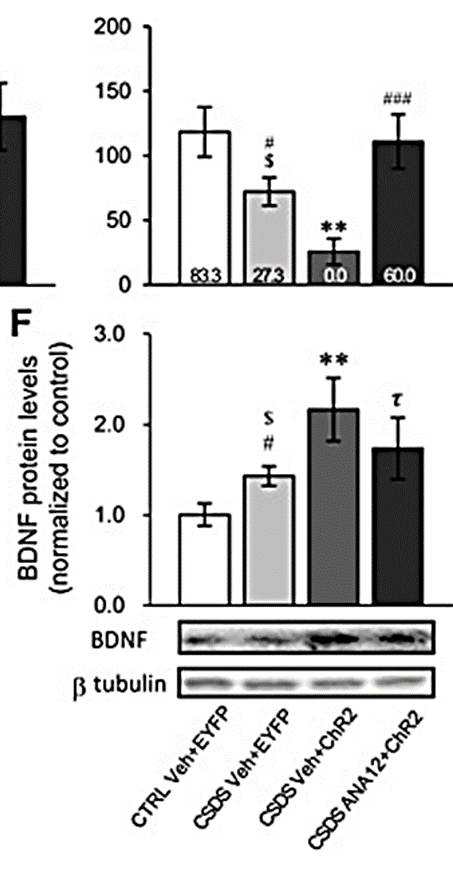 200
150
100
50
0
#
$
**
###
83.3 27.3 0.0 60.0
F
BDNF protein levels
(normalized to control)
3.0
2.0
1.0
0.0
$
#
**
τ
BDNF
β tubulin
CTRL Veh+EYFP
CSDS Veh+EYFP
CSDS Veh+ChR2
CSDS ANA12+ChR2